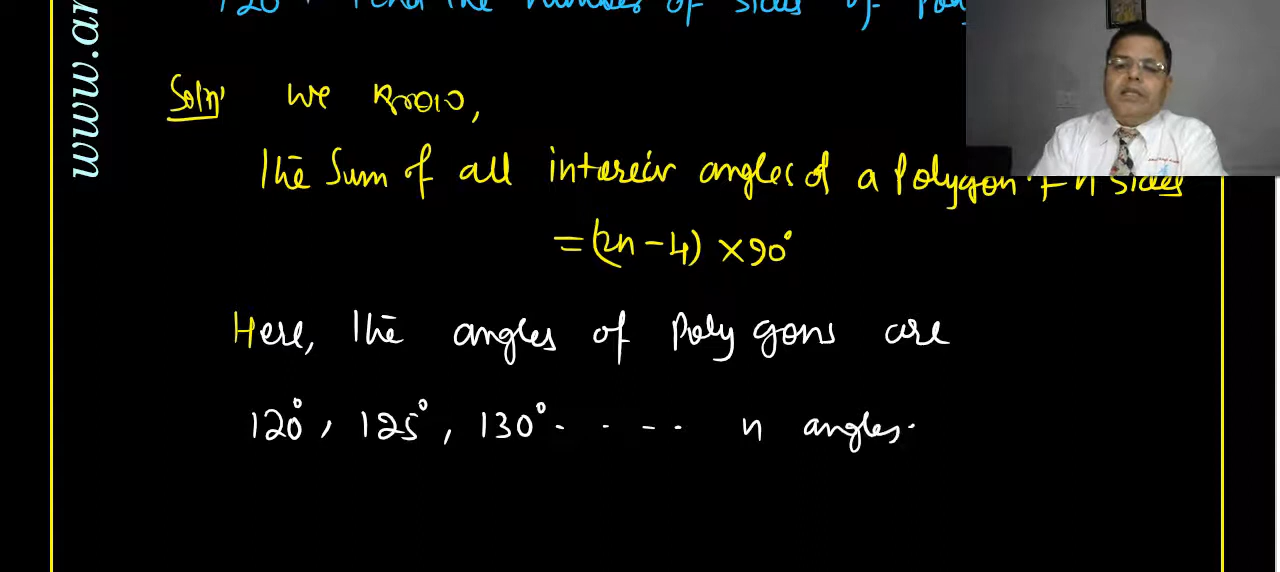 120°. Find the number of sides of Poly
Soln. We know,
The Sum of all interior angles of a Polygon of n sides
= (2n - 4) × 90°
Here, The angles of Polygons are
120°, 125°, 130° - - - - - n angles.
www.ar